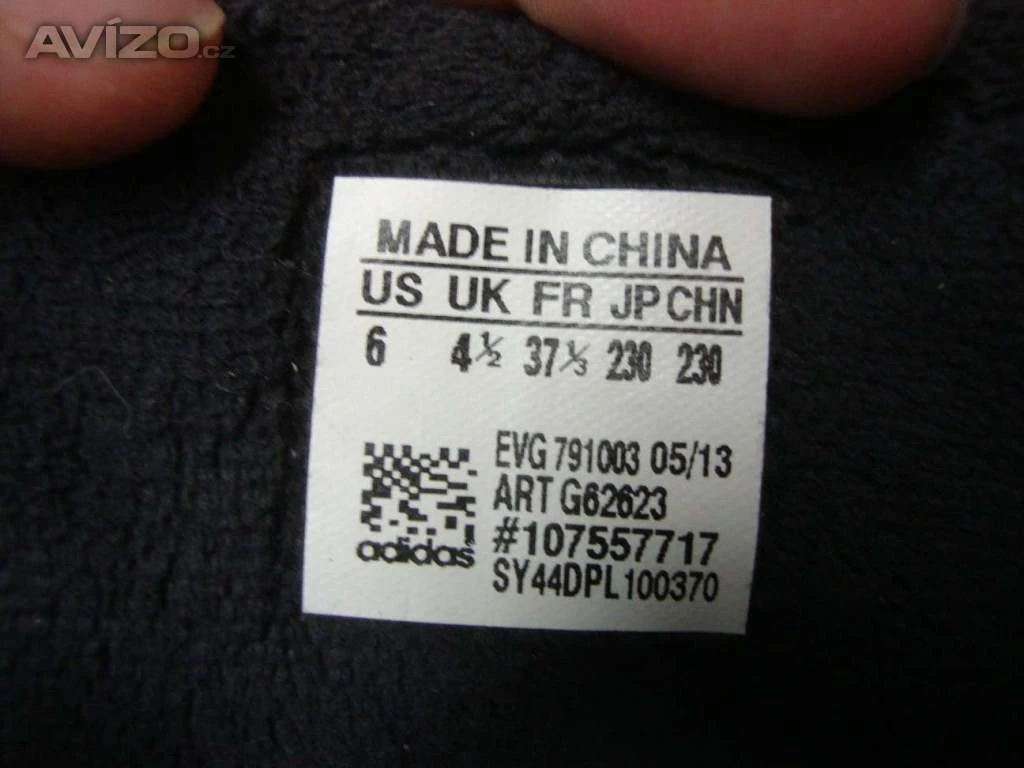 AVÍZO.cz
MADE IN CHINA
US UK FR JP CHN
6 4½ 37⅓ 230 230
EVG 791003 05/13
ART G62623
#107557717
adidas
SY44DPL100370